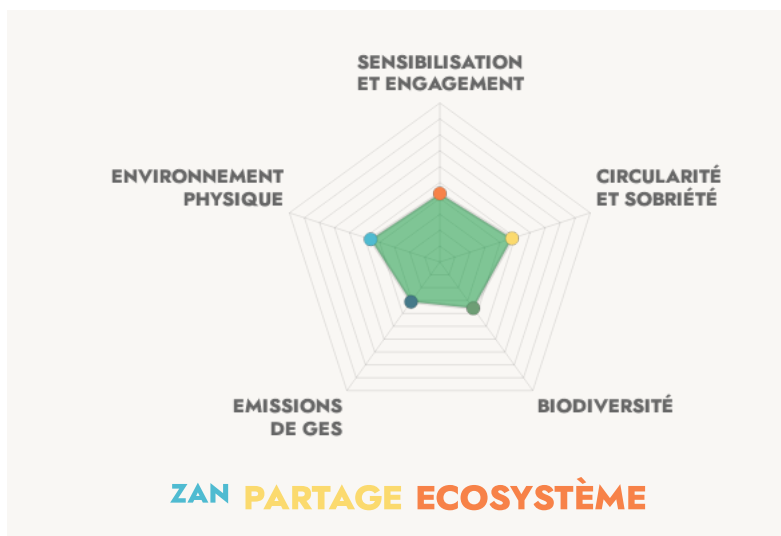 SENSIBILISATION
ET ENGAGEMENT
ENVIRONNEMENT
PHYSIQUE
CIRCULARITÉ
ET SOBRIÉTÉ
EMISSIONS
DE GES
BIODIVERSITÉ
ZAN PARTAGE ECOSYSTÈME